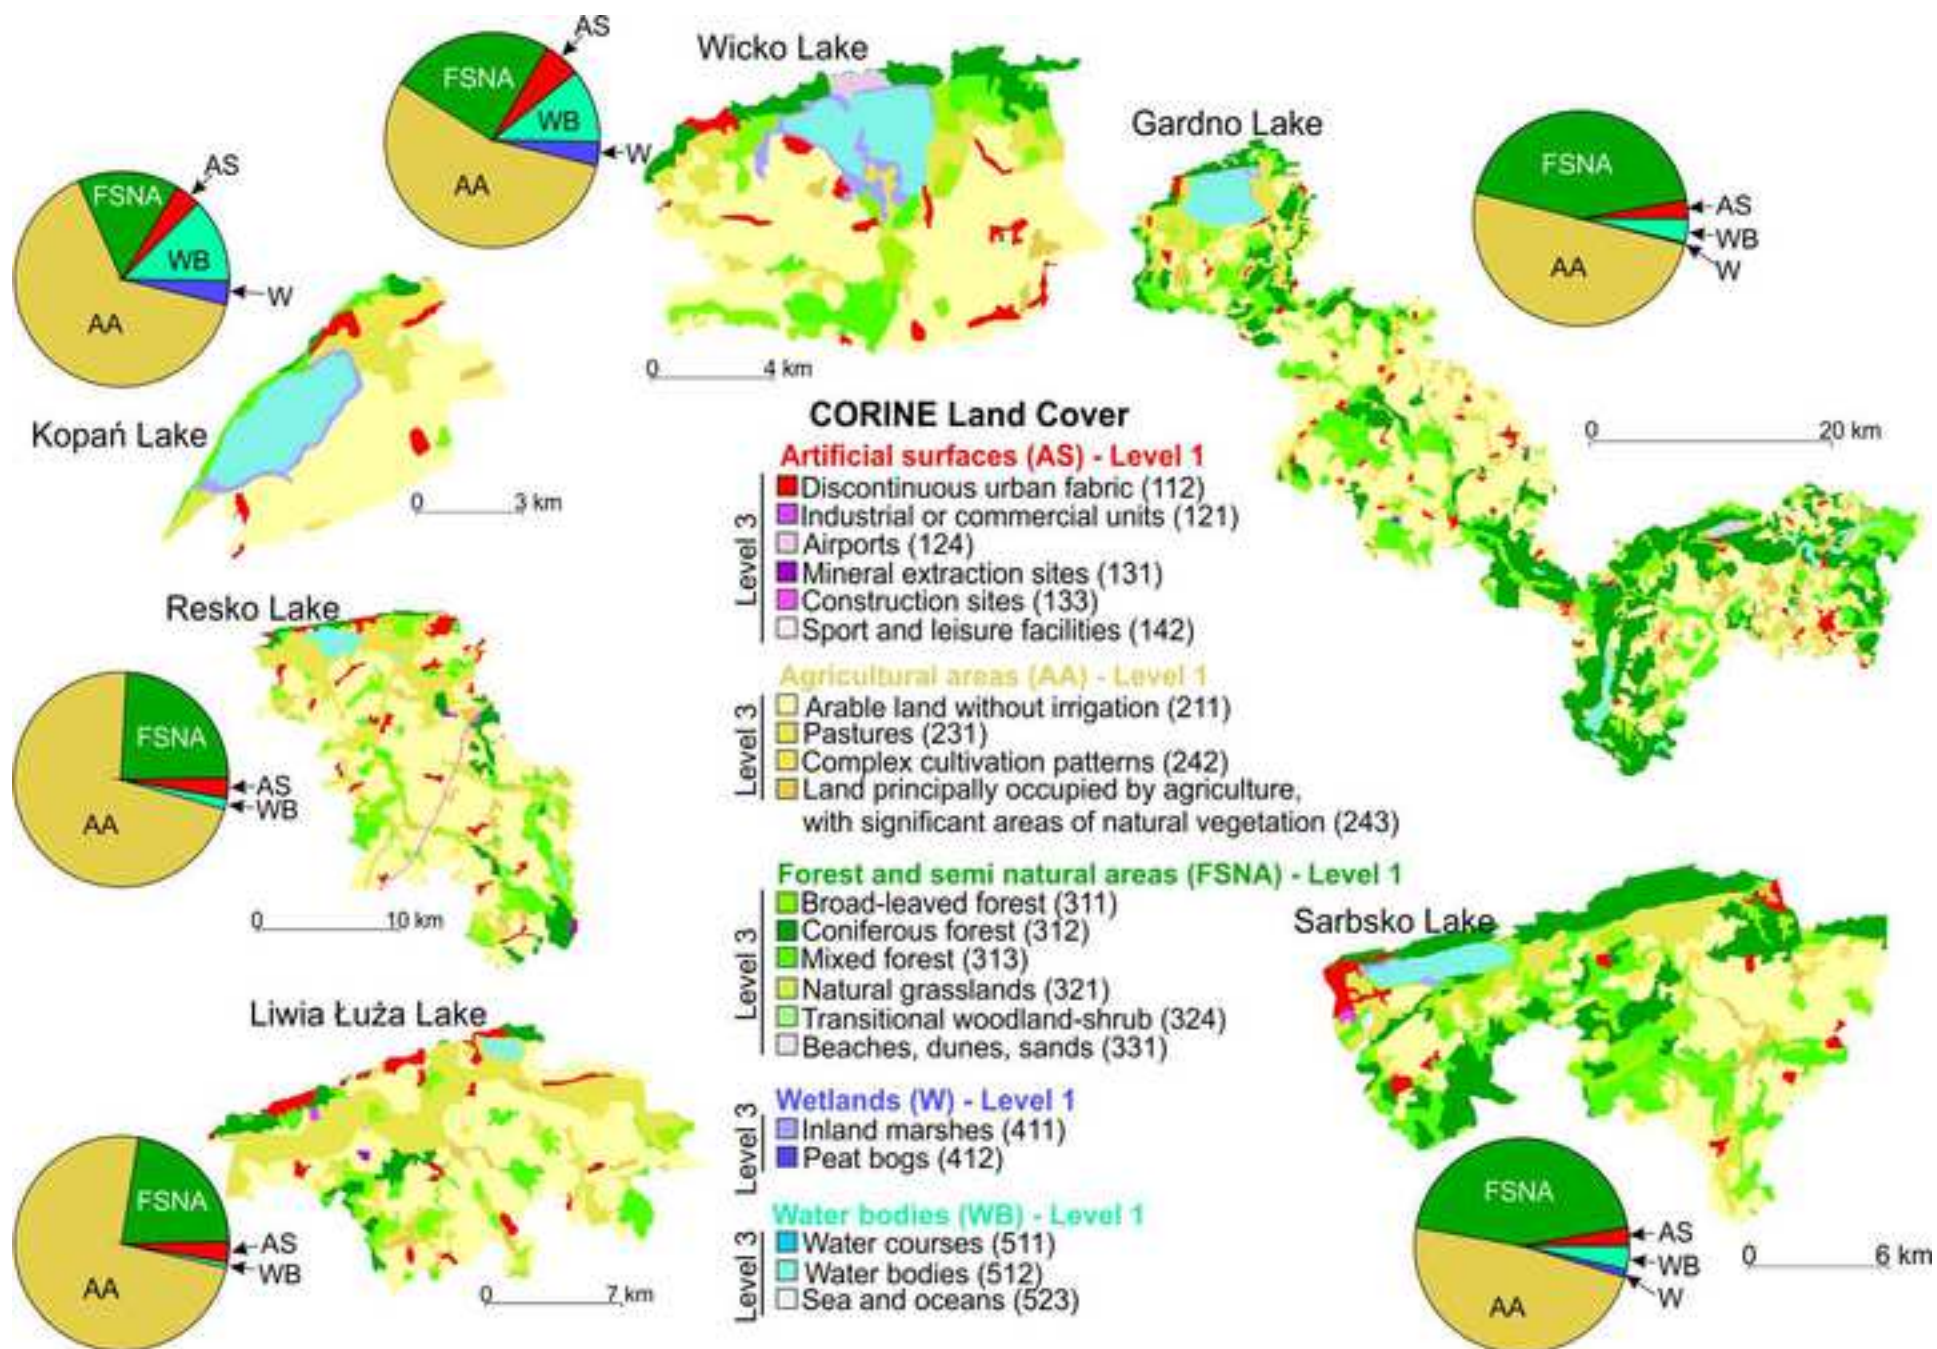 Wicko Lake
FSNA
AS
WB
W
AA
0 4 km
Gardno Lake
FSNA
AS
WB
W
AA
0 20 km
FSNA
AS
WB
W
AA
Kopań Lake
0 3 km
Resko Lake
FSNA
AS
WB
AA
0 10 km
Liwia Łuża Lake
FSNA
AS
WB
AA
0 7 km
CORINE Land Cover
Artificial surfaces (AS) - Level 1
Level 3
Discontinuous urban fabric (112)
Industrial or commercial units (121)
Airports (124)
Mineral extraction sites (131)
Construction sites (133)
Sport and leisure facilities (142)
Agricultural areas (AA) - Level 1
Level 3
Arable land without irrigation (211)
Pastures (231)
Complex cultivation patterns (242)
Land principally occupied by agriculture,
with significant areas of natural vegetation (243)
Forest and semi natural areas (FSNA) - Level 1
Level 3
Broad-leaved forest (311)
Coniferous forest (312)
Mixed forest (313)
Natural grasslands (321)
Transitional woodland-shrub (324)
Beaches, dunes, sands (331)
Wetlands (W) - Level 1
Level 3
Inland marshes (411)
Peat bogs (412)
Water bodies (WB) - Level 1
Level 3
Water courses (511)
Water bodies (512)
Sea and oceans (523)
Sarbsko Lake
FSNA
AS
WB
W
AA
0 6 km